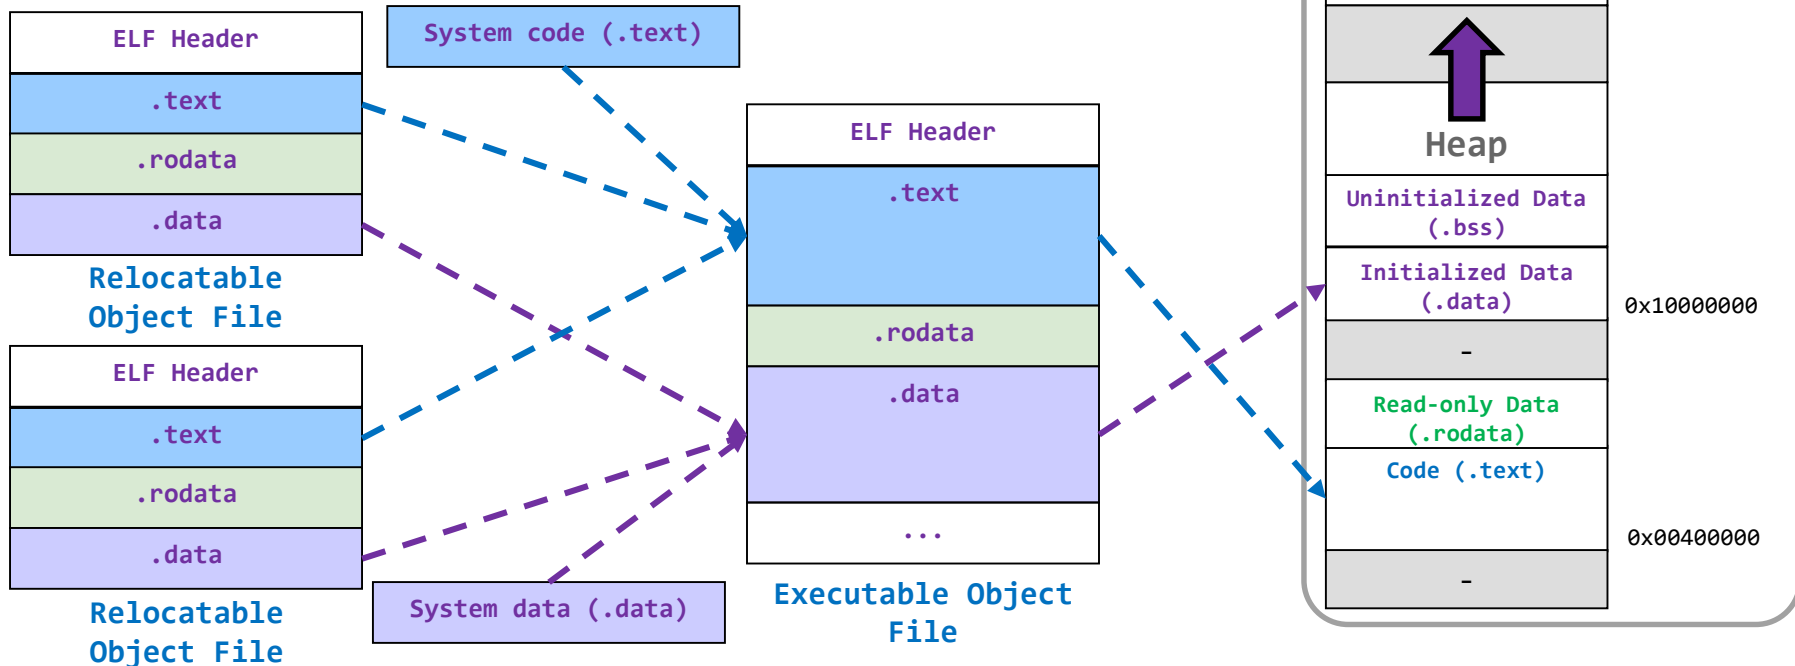 ELF Header
.text
.rodata
.data
Relocatable
Object File
ELF Header
.text
.rodata
.data
Relocatable
Object File
System code (.text)
System data (.data)
ELF Header
.text
.rodata
.data
...
Executable Object
File
Heap
Uninitialized Data
(.bss)
Initialized Data
(.data)
0x10000000
-
Read-only Data
(.rodata)
Code (.text)
0x00400000
-